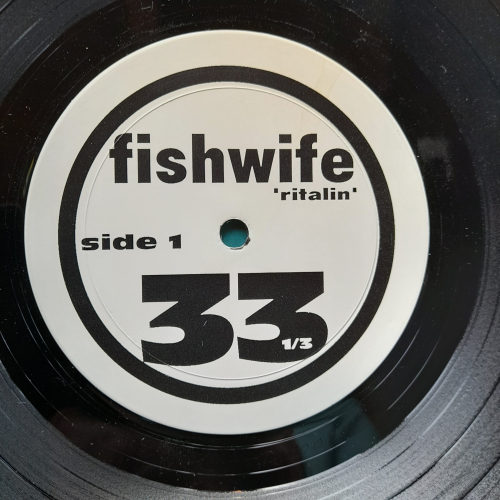 fishwife
'ritalin'
side 1
33 1/3